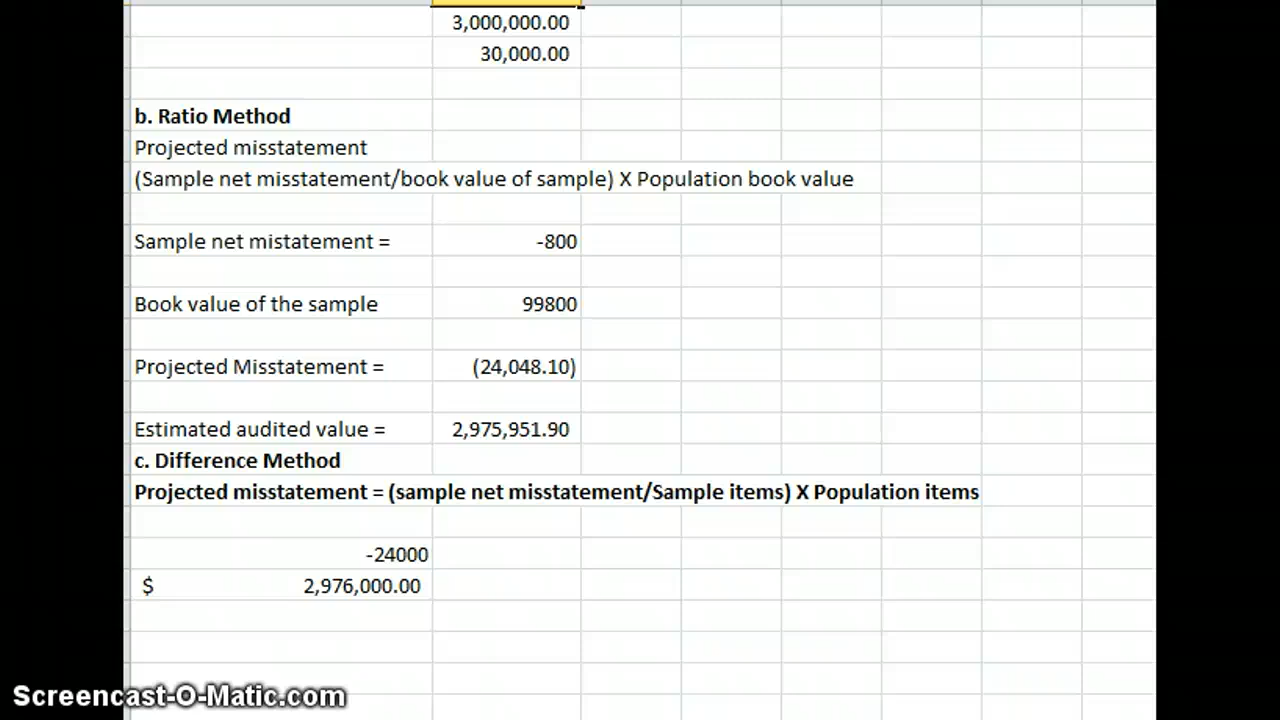 3,000,000.00
30,000.00
b. Ratio Method
Projected misstatement
(Sample net misstatement/book value of sample) X Population book value
Sample net mistatement = -800
Book value of the sample 99800
Projected Misstatement = (24,048.10)
Estimated audited value = 2,975,951.90
c. Difference Method
Projected misstatement = (sample net misstatement/Sample items) X Population items
-24000
$ 2,976,000.00
Screencast-O-Matic.com